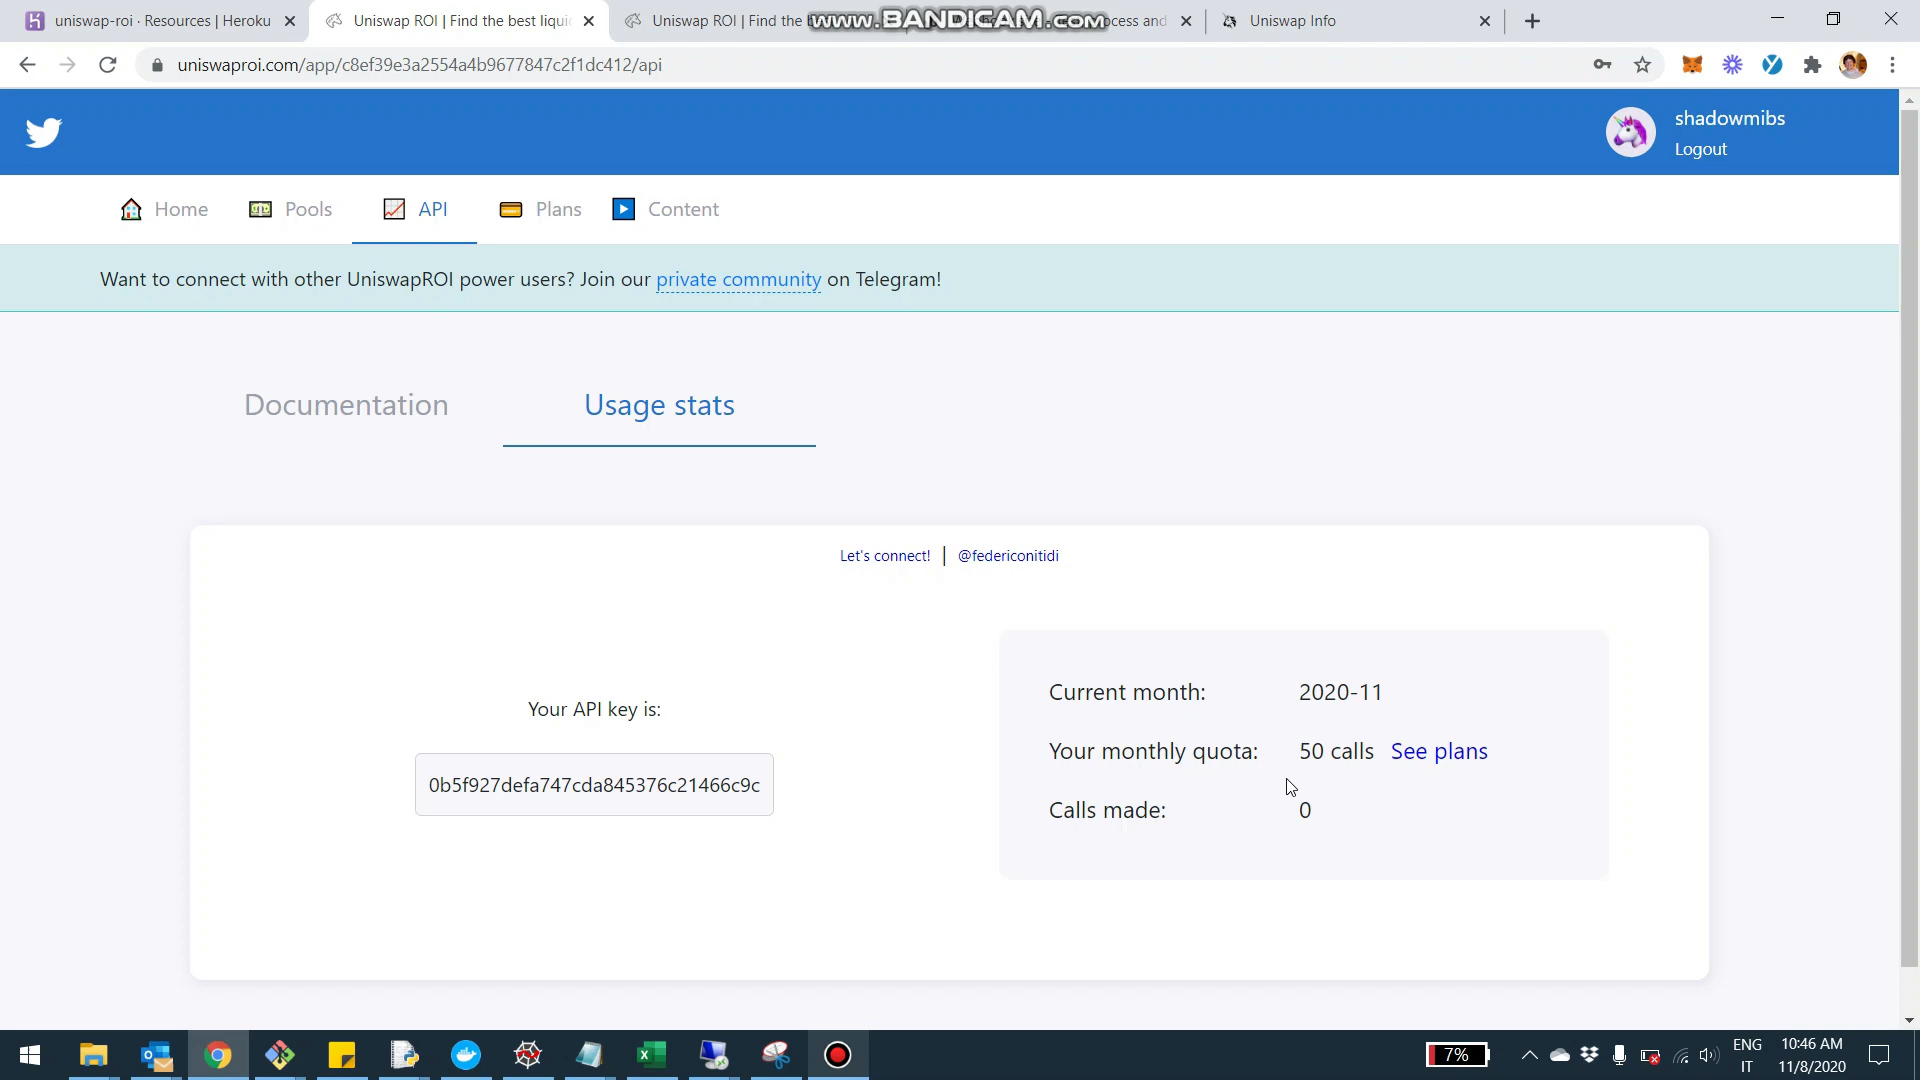 uniswap-roi · Resources | Heroku
Uniswap ROI | Find the best liqui
Uniswap ROI | Find the
www.BANDICAM.com
ocess and
Uniswap Info
uniswaproi.com/app/c8ef39e3a2554a4b9677847c2f1dc412/api
shadowmibs
Logout
Home
Pools
API
Plans
Content
Want to connect with other UniswapROI power users? Join our private community on Telegram!
Documentation
Usage stats
Let's connect! | @federiconitidi
Your API key is:
0b5f927defa747cda845376c21466c9c
Current month: 2020-11
Your monthly quota: 50 calls See plans
Calls made: 0
7%
ENG
IT
10:46 AM
11/8/2020